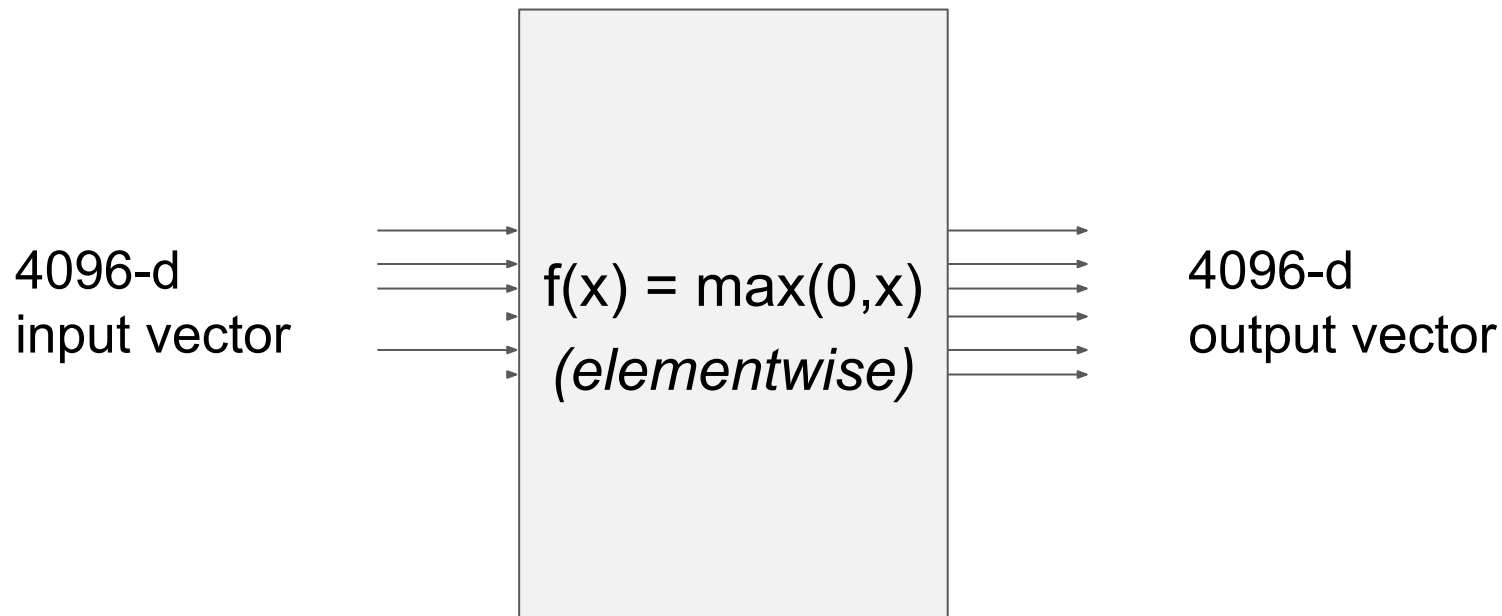 4096-d
input vector
f(x) = max(0,x)
(elementwise)
4096-d
output vector